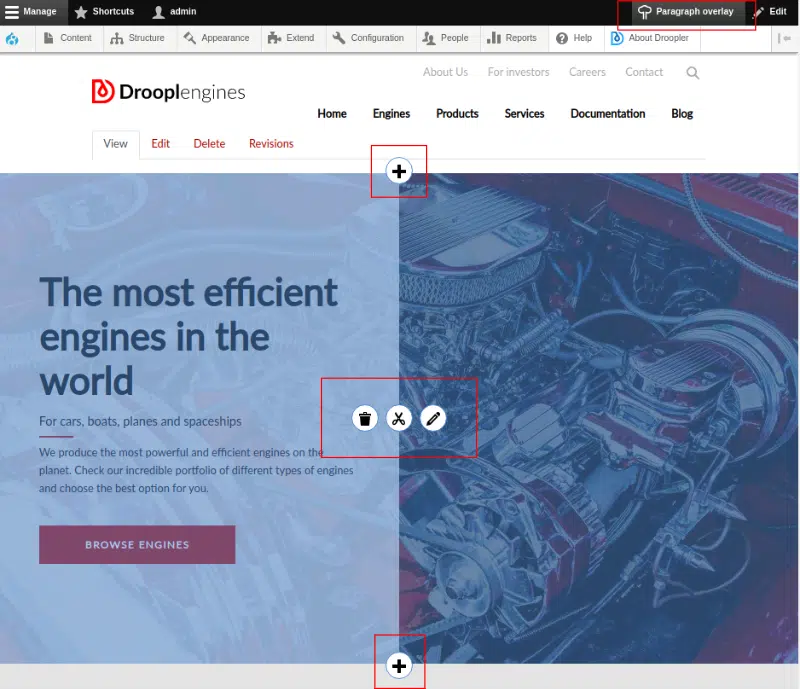 Manage Shortcuts admin Paragraph overlay Edit
Content Structure Appearance Extend Configuration People Reports Help About Droopler
About Us For investors Careers Contact
Drooplengines
Home Engines Products Services Documentation Blog
View Edit Delete Revisions
The most efficient
engines in the
world
For cars, boats, planes and spaceships
We produce the most powerful and efficient engines on the
planet. Check our incredible portfolio of different types of engines
and choose the best option for you.
BROWSE ENGINES